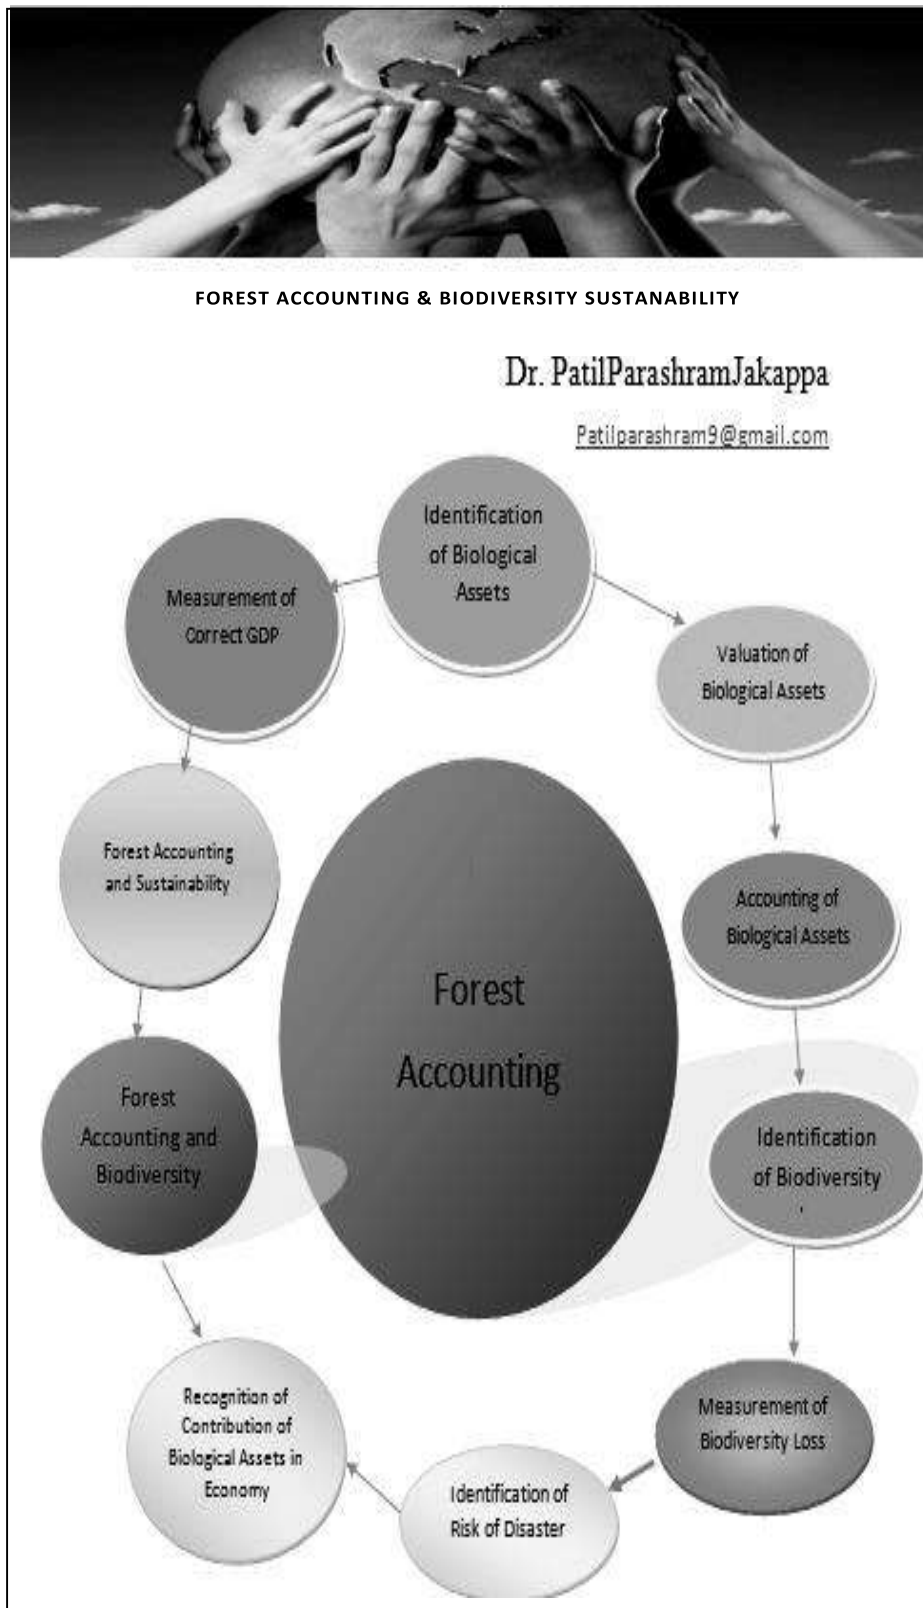 FOREST ACCOUNTING & BIODIVERSITY SUSTANABILITY
Dr. PatilParashramJakappa
Patilparashram9@gmail.com
Identification
of Biological
Assets
Measurement of
Correct GDP
Valuation of
Biological Assets
Forest Accounting
and Sustainability
Accounting of
Biological Assets
Forest
Accounting
Forest
Accounting and
Biodiversity
Identification
of Biodiversity
Recognition of
Contribution of
Biological Assets in
Economy
Measurement of
Biodiversity Loss
Identification of
Risk of Disaster